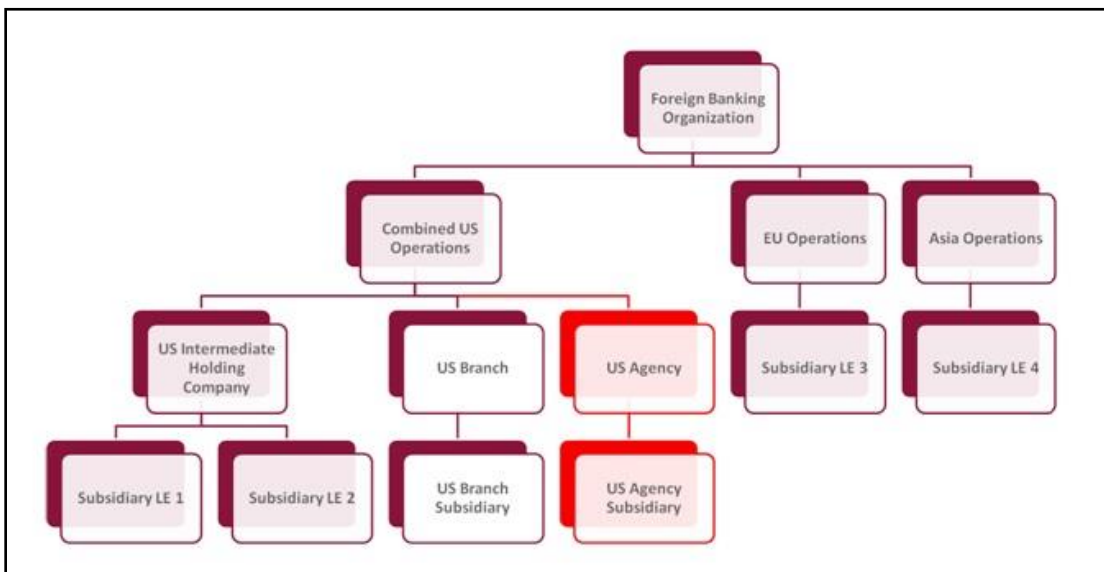 Foreign Banking
Organization
Combined US
Operations
EU Operations
Asia Operations
US Intermediate
Holding
Company
US Branch
US Agency
Subsidiary LE 3
Subsidiary LE 4
Subsidiary LE 1
Subsidiary LE 2
US Branch
Subsidiary
US Agency
Subsidiary